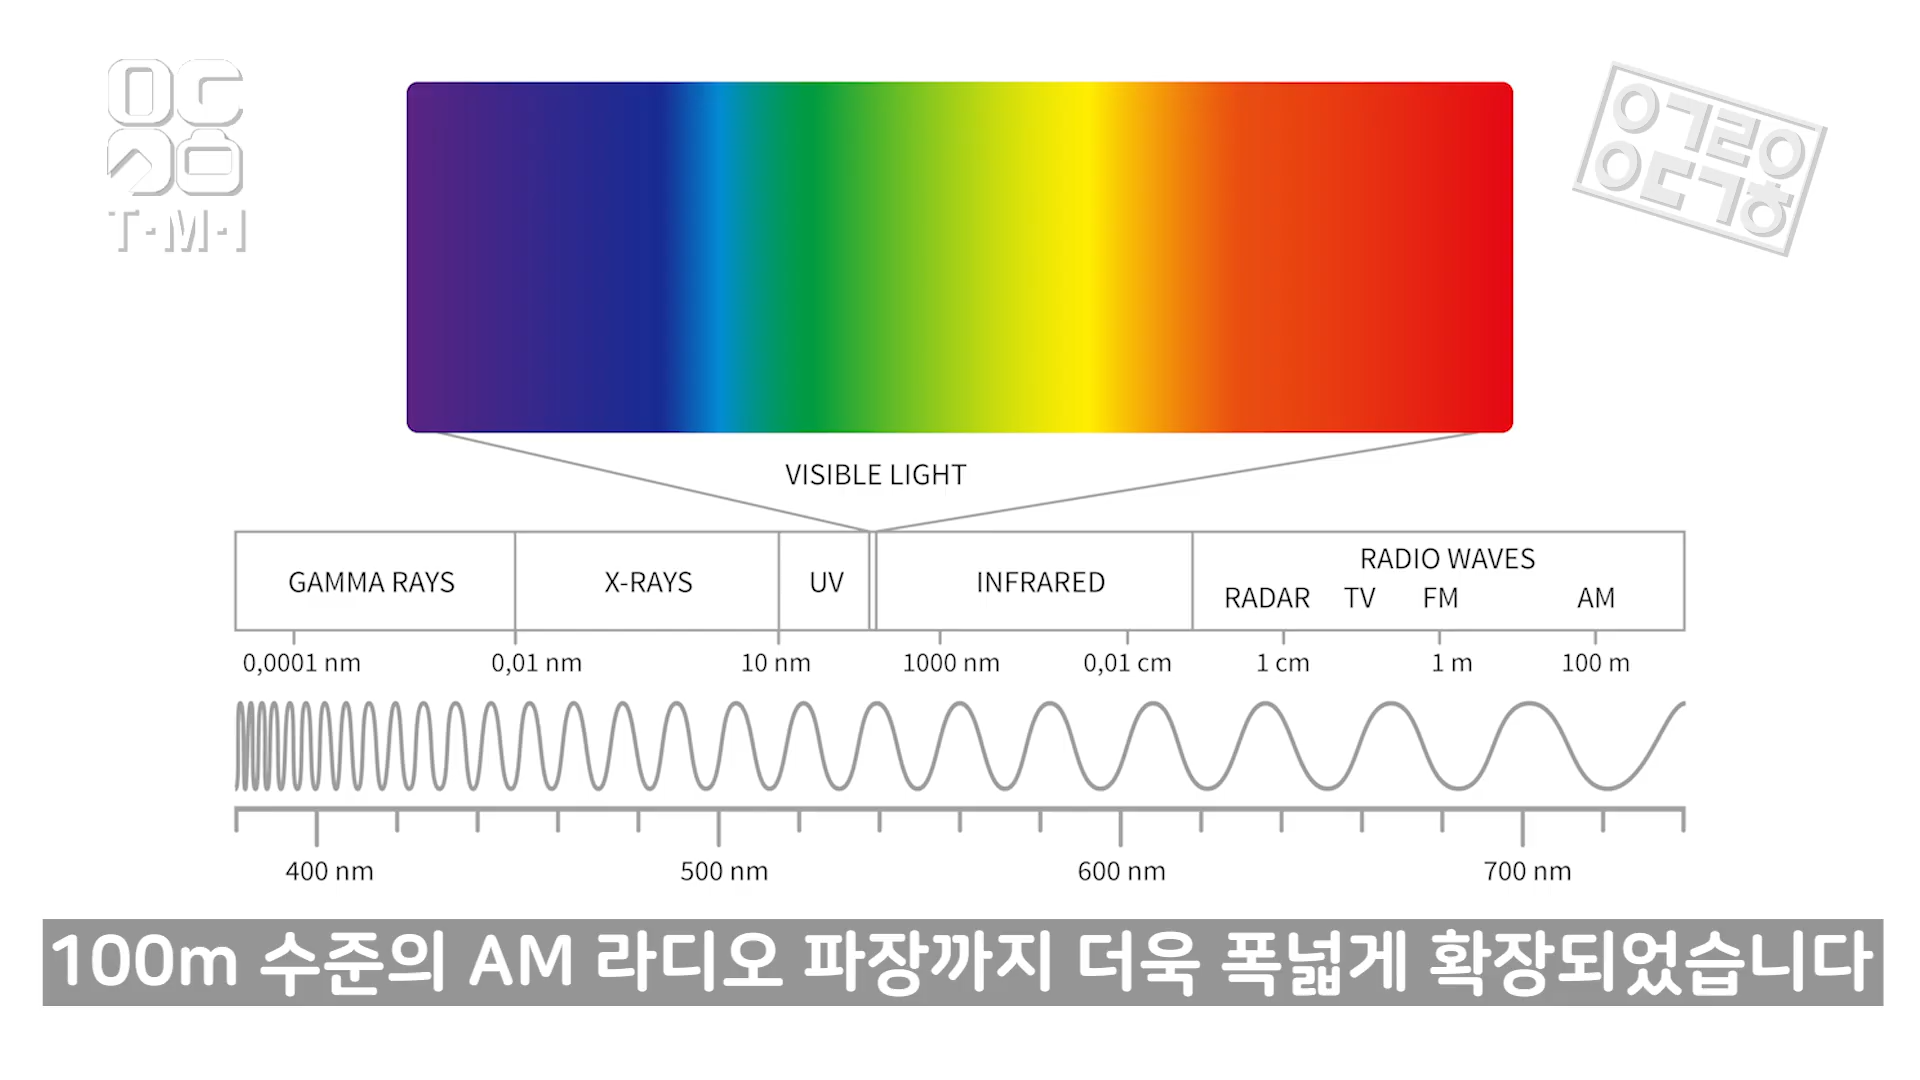 T·M·I
VISIBLE LIGHT
GAMMA RAYS
X-RAYS
UV
INFRARED
RADIO WAVES
RADAR TV FM AM
0,0001 nm 0,01 nm 10 nm 1000 nm 0,01 cm 1 cm 1 m 100 m
400 nm 500 nm 600 nm 700 nm
100m 수준의 AM 라디오 파장까지 더욱 폭넓게 확장되었습니다